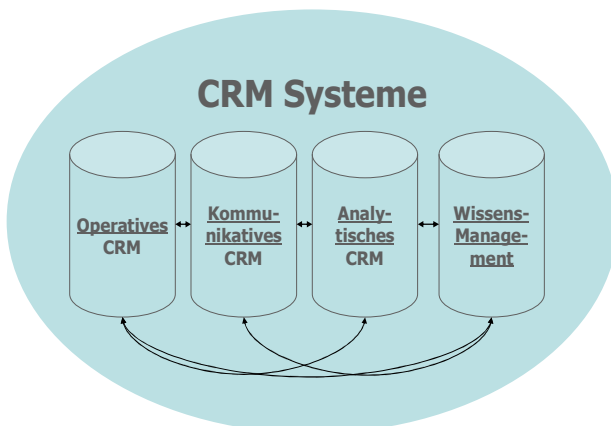 CRM Systeme
Operatives
CRM
Kommu-
nikatives
CRM
Analy-
tisches
CRM
Wissens-
Manage-
ment